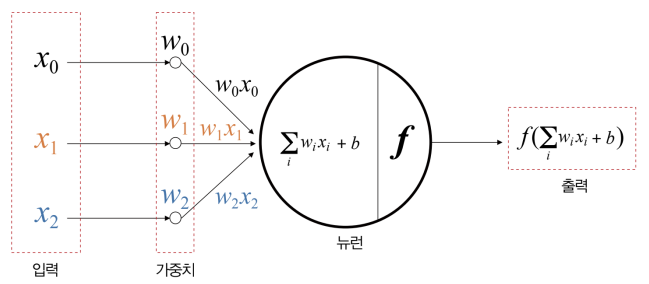 x₀
w₀
w₀x₀
x₁
w₁
w₁x₁
x₂
w₂
w₂x₂
∑ᵢ wᵢxᵢ + b
f
f(∑ᵢ wᵢxᵢ + b)
입력
가중치
뉴런
출력